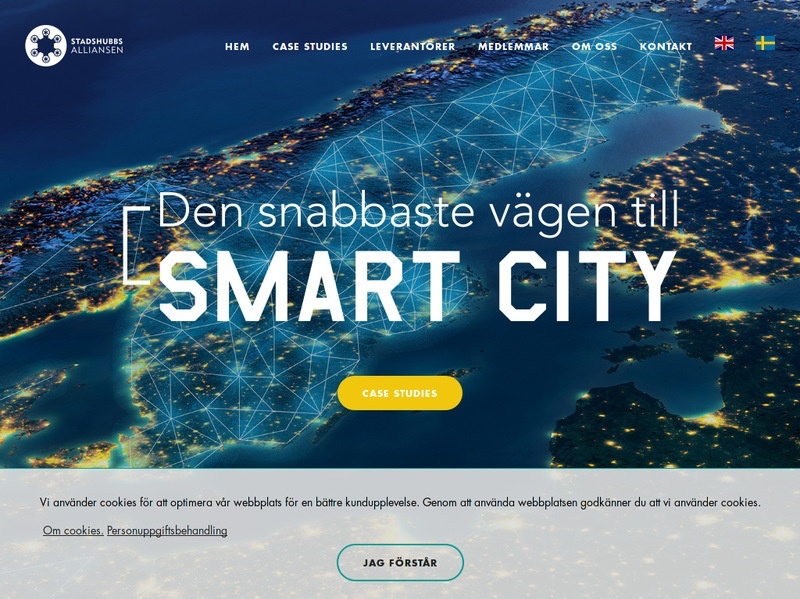 STADSHUBBS
ALLIANSEN
HEM CASE STUDIES LEVERANTÖRER MEDLEMMAR OM OSS KONTAKT
Den snabbaste vägen till
SMART CITY
CASE STUDIES
Vi använder cookies för att optimera vår webbplats för en bättre kundupplevelse. Genom att använda webbplatsen godkänner du att vi använder cookies.
Om cookies. Personuppgiftsbehandling
JAG FÖRSTÅR